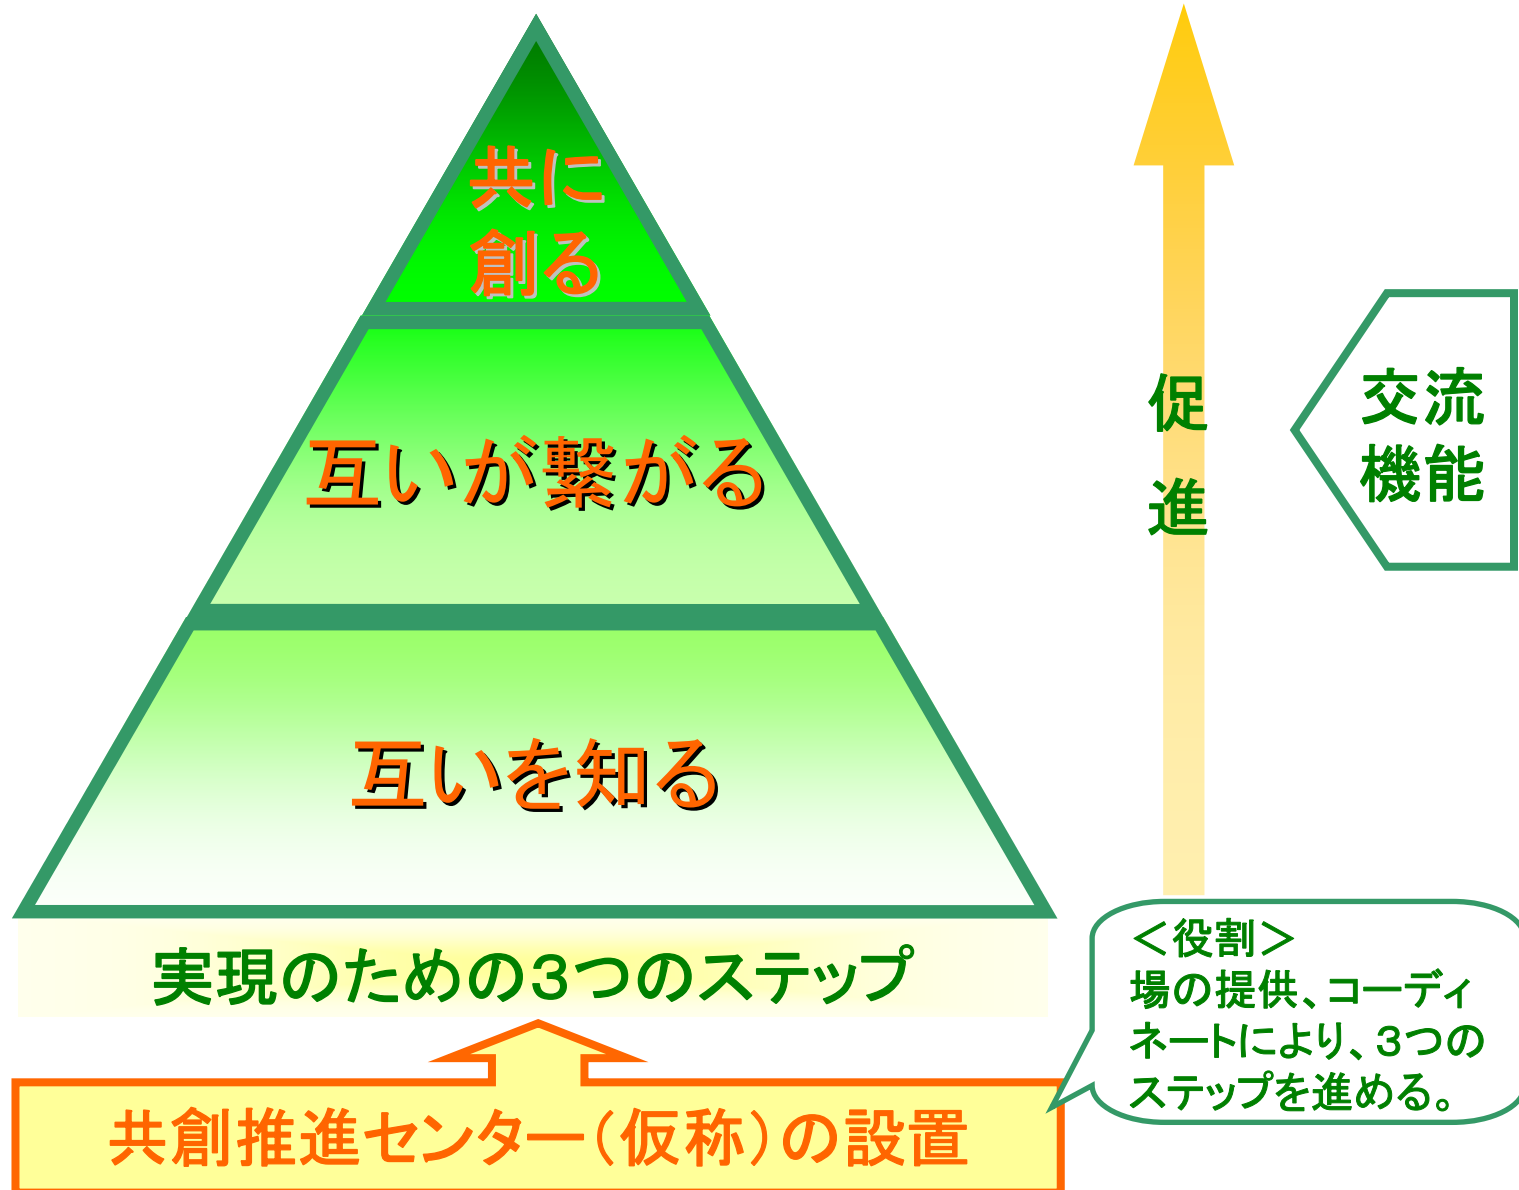 共に
創る
互いが繋がる
互いを知る
実現のための3つのステップ
共創推進センター（仮称）の設置
促
進
交流
機能
＜役割＞
場の提供、コーディ
ネートにより、3つの
ステップを進める。